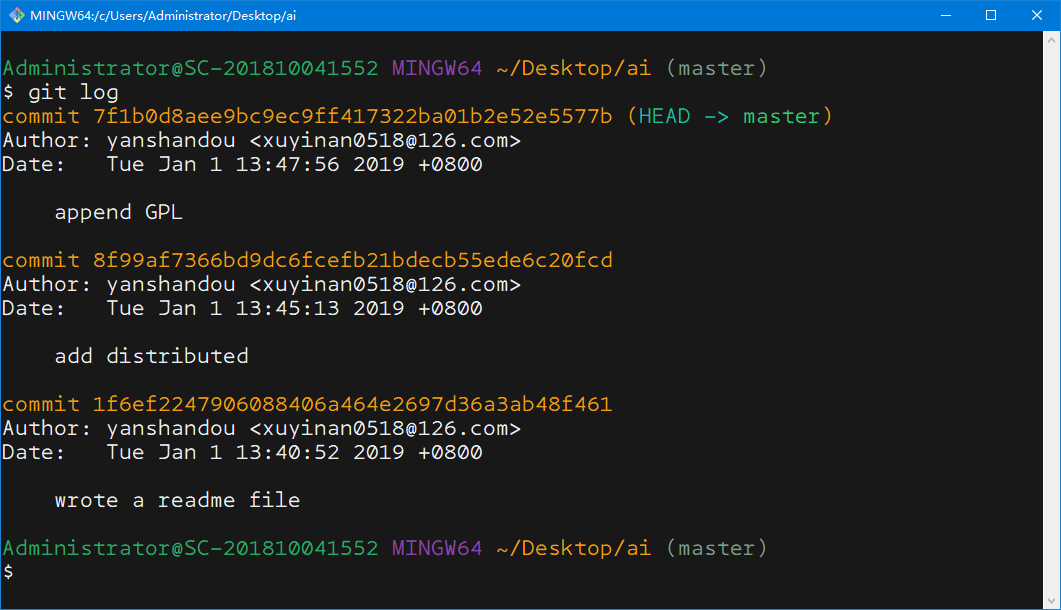 MINGW64:/c/Users/Administrator/Desktop/ai
Administrator@SC-201810041552 MINGW64 ~/Desktop/ai (master)
$ git log
commit 7f1b0d8aee9bc9ec9ff417322ba01b2e52e5577b (HEAD -> master)
Author: yanshandou <xuyinan0518@126.com>
Date:   Tue Jan 1 13:47:56 2019 +0800
    append GPL
commit 8f99af7366bd9dc6fcefb21bdecb55ede6c20fcd
Author: yanshandou <xuyinan0518@126.com>
Date:   Tue Jan 1 13:45:13 2019 +0800
    add distributed
commit 1f6ef2247906088406a464e2697d36a3ab48f461
Author: yanshandou <xuyinan0518@126.com>
Date:   Tue Jan 1 13:40:52 2019 +0800
    wrote a readme file
Administrator@SC-201810041552 MINGW64 ~/Desktop/ai (master)
$